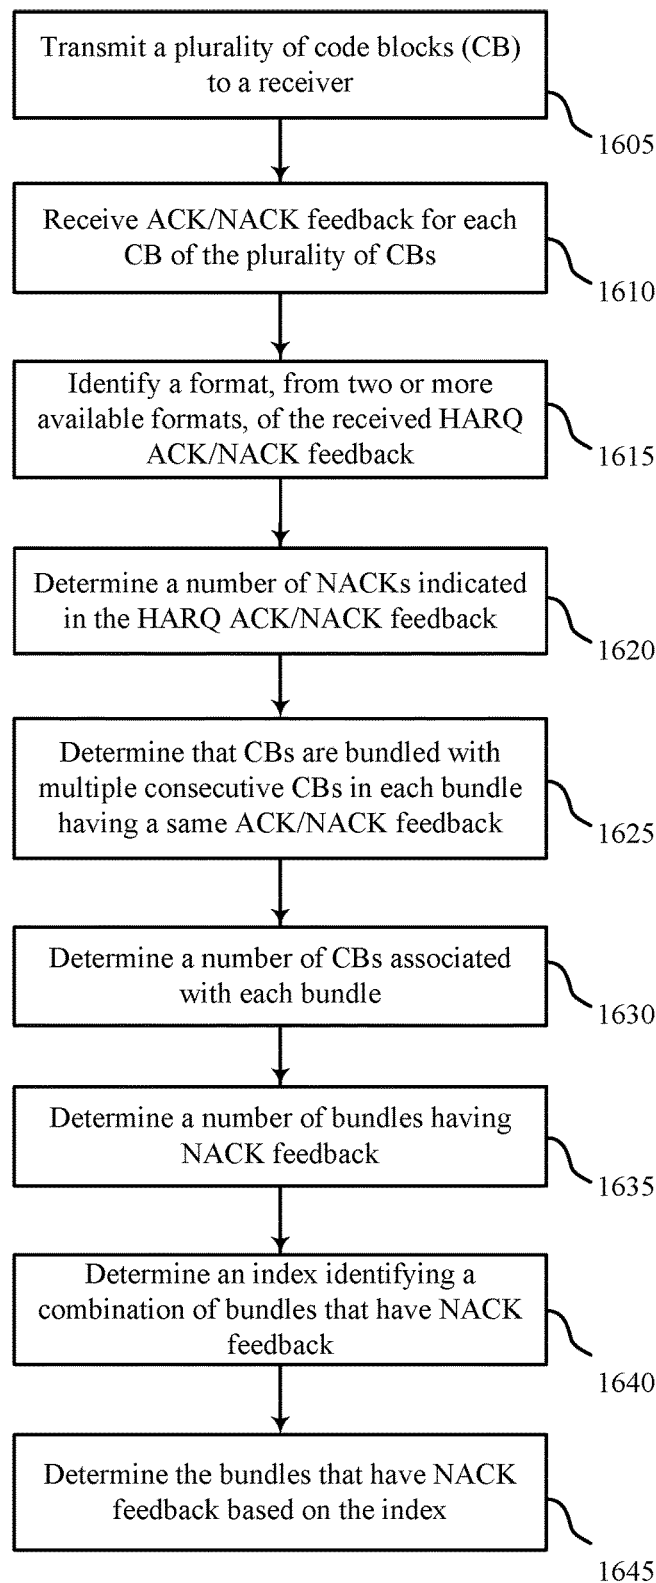 Transmit a plurality of code blocks (CB)
to a receiver
1605
Receive ACK/NACK feedback for each
CB of the plurality of CBs
1610
Identify a format, from two or more
available formats, of the received HARQ
ACK/NACK feedback
1615
Determine a number of NACKs indicated
in the HARQ ACK/NACK feedback
1620
Determine that CBs are bundled with
multiple consecutive CBs in each bundle
having a same ACK/NACK feedback
1625
Determine a number of CBs associated
with each bundle
1630
Determine a number of bundles having
NACK feedback
1635
Determine an index identifying a
combination of bundles that have NACK
feedback
1640
Determine the bundles that have NACK
feedback based on the index
1645